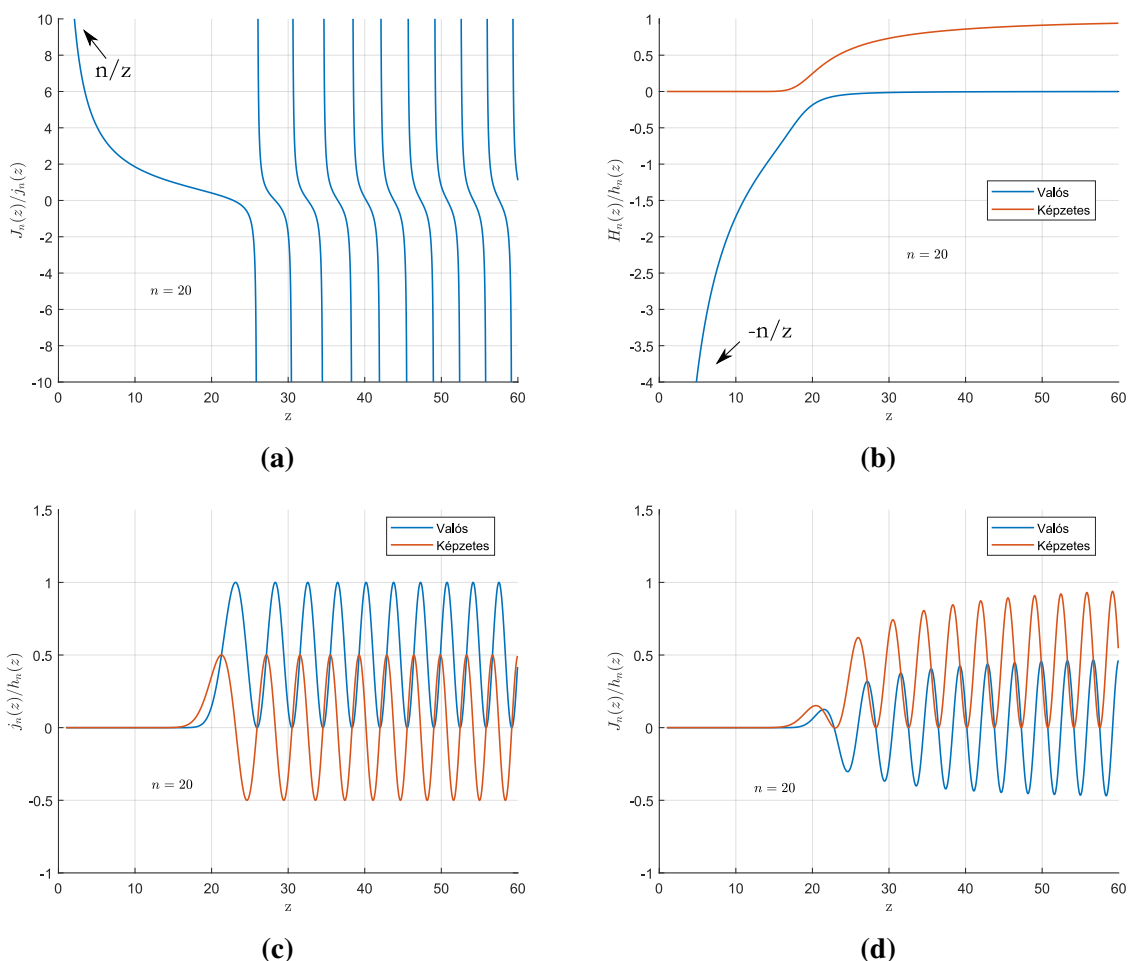 10
8
6
4
2
0
-2
-4
-6
-8
-10
J_n(z)/j_n(z)
n/z
n = 20
0 10 20 30 40 50 60
z
(a)
1
0.5
0
-0.5
-1
-1.5
-2
-2.5
-3
-3.5
-4
H_n(z)/h_n(z)
Valós
Képzetes
n = 20
-n/z
0 10 20 30 40 50 60
z
(b)
1.5
1
0.5
0
-0.5
-1
j_n(z)/h_n(z)
Valós
Képzetes
n = 20
0 10 20 30 40 50 60
z
(c)
1.5
1
0.5
0
-0.5
-1
J_n(z)/h_n(z)
Valós
Képzetes
n = 20
0 10 20 30 40 50 60
z
(d)